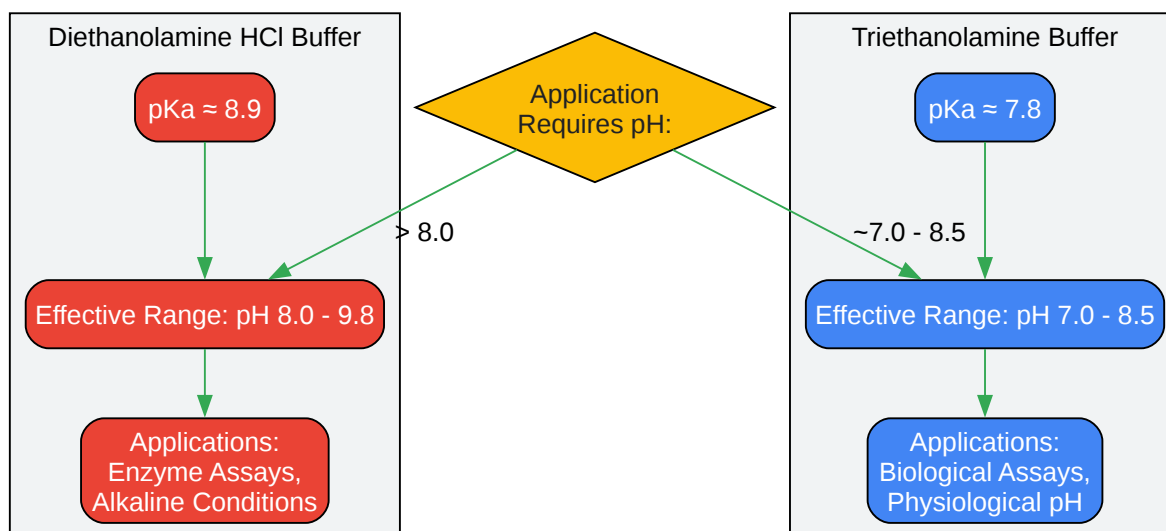 Diethanolamine HCl Buffer
pKa ≈ 8.9
Effective Range: pH 8.0 - 9.8
Applications:
Enzyme Assays,
Alkaline Conditions
Application
Requires pH:
> 8.0
~7.0 - 8.5
Triethanolamine Buffer
pKa ≈ 7.8
Effective Range: pH 7.0 - 8.5
Applications:
Biological Assays,
Physiological pH